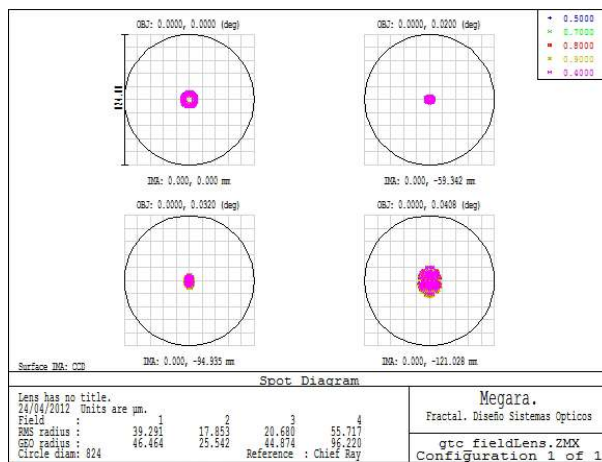 OBJ: 0.0000, 0.0000 (deg)
OBJ: 0.0000, 0.0200 (deg)
0.5000
0.7000
0.8000
0.9000
0.4000
IMA: 0.000, 0.000 mm
IMA: 0.000, -59.342 mm
OBJ: 0.0000, 0.0320 (deg)
OBJ: 0.0000, 0.0408 (deg)
IMA: 0.000, -94.935 mm
IMA: 0.000, -121.028 mm
Surface IMA: CCD
Spot Diagram
Lens has no title.
24/04/2012 Units are µm.
Field : 1 2 3 4
RMS radius : 39.291 17.853 20.680 55.717
GEO radius : 46.464 25.542 44.874 96.220
Circle diam: 824 Reference : Chief Ray
Megara.
Fractal. Diseño Sistemas Opticos
gtc_fieldLens.ZMX
Configuration 1 of 1